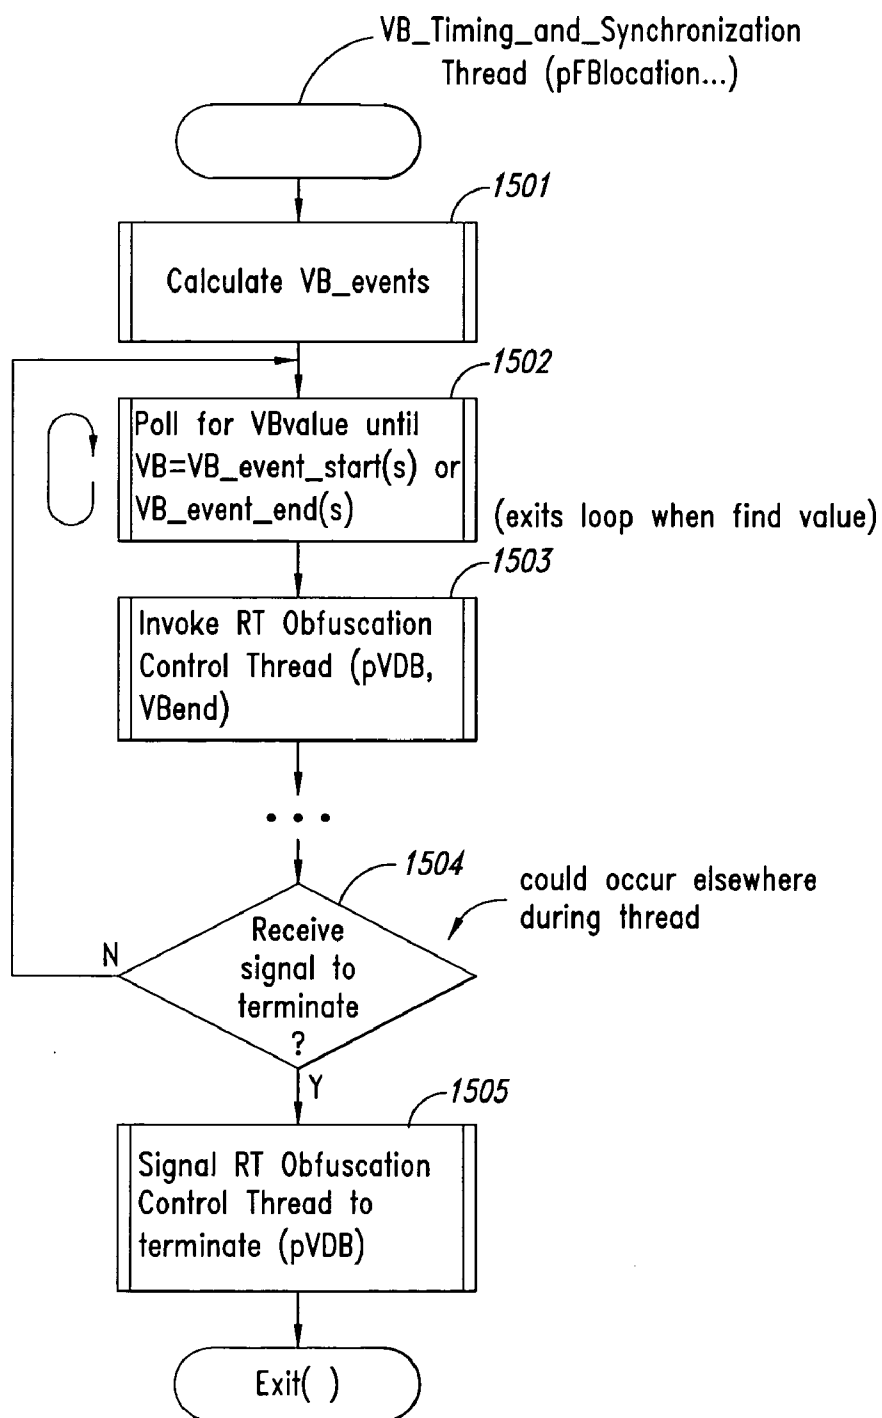 VB_Timing_and_Synchronization
Thread (pFBlocation...)
1501
Calculate VB_events
1502
Poll for VBvalue until
VB=VB_event_start(s) or
VB_event_end(s)
(exits loop when find value)
1503
Invoke RT Obfuscation
Control Thread (pVDB,
VBend)
• • •
1504
could occur elsewhere
during thread
Receive
signal to
terminate
?
N
Y
1505
Signal RT Obfuscation
Control Thread to
terminate (pVDB)
Exit( )